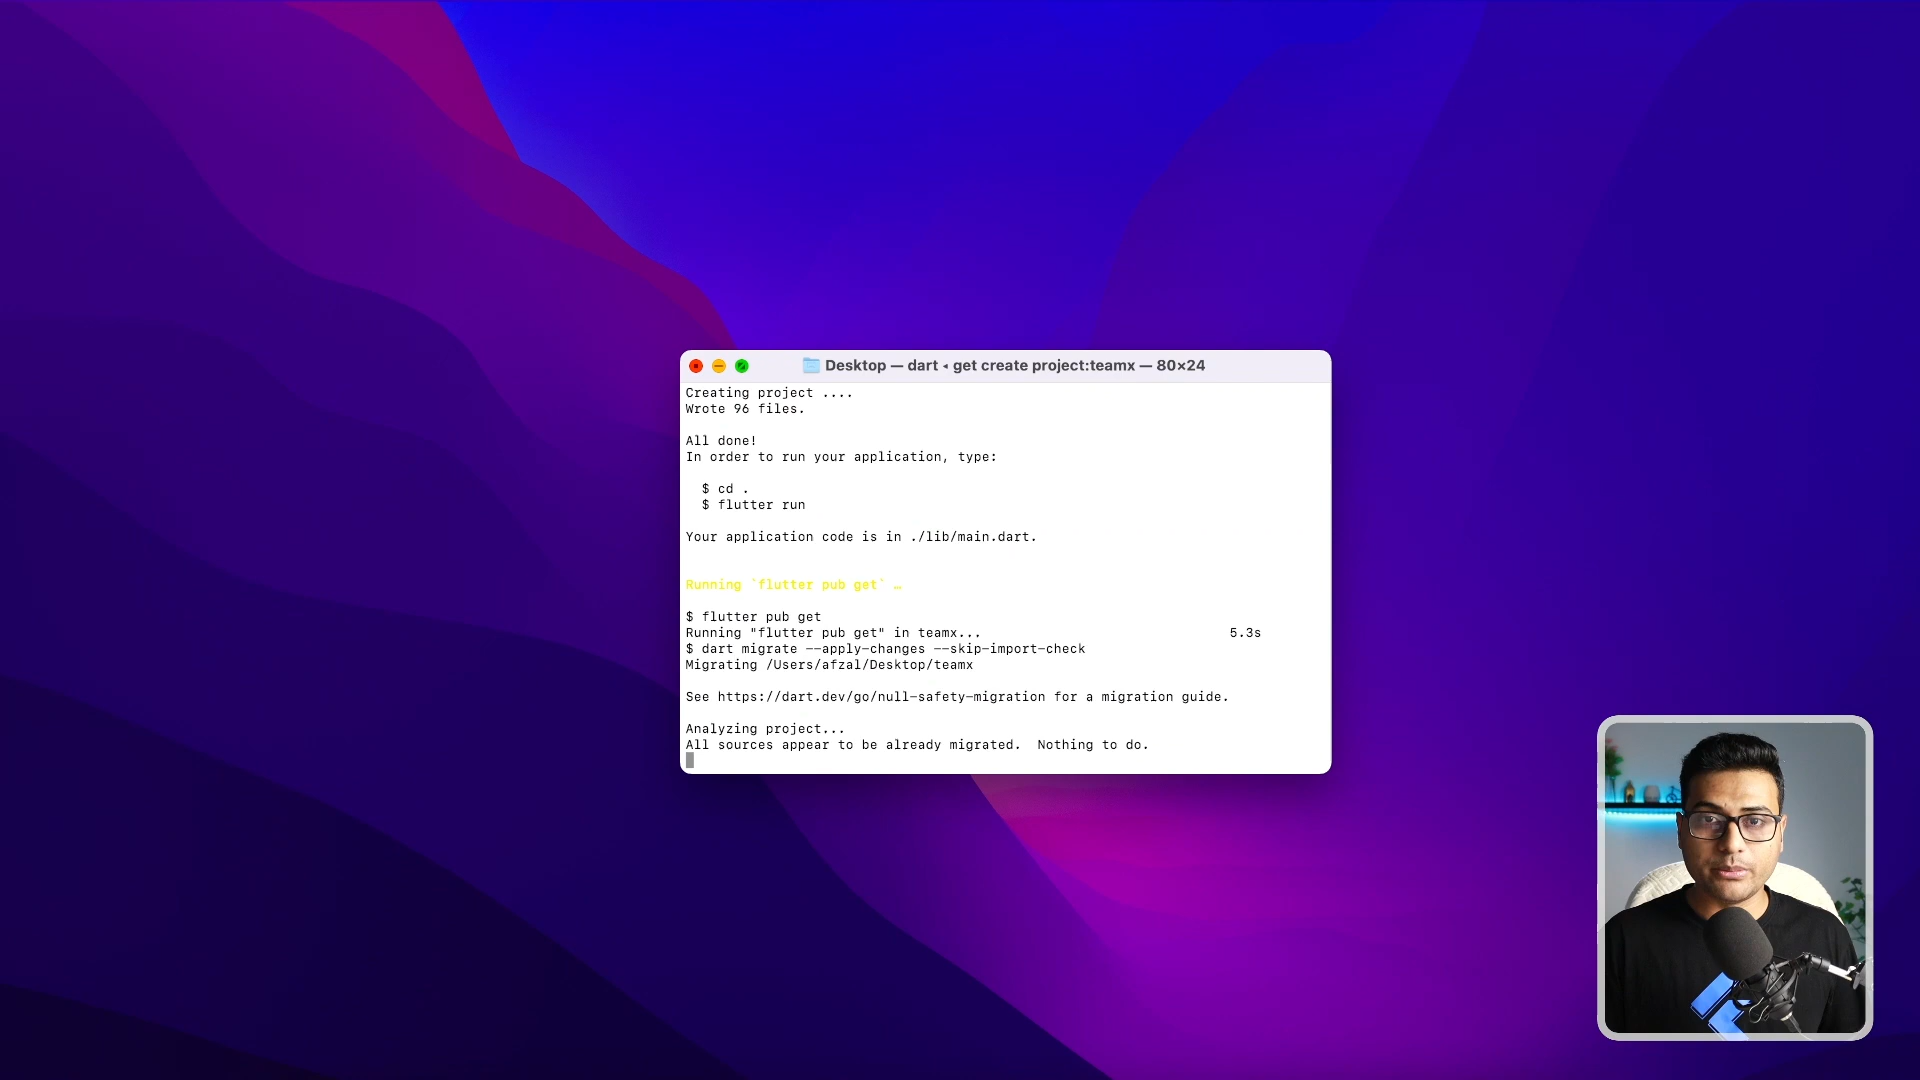 Desktop — dart ◂ get create project:teamx — 80×24
Creating project ....
Wrote 96 files.
All done!
In order to run your application, type:
$ cd .
$ flutter run
Your application code is in ./lib/main.dart.
Running `flutter pub get` …
$ flutter pub get
Running "flutter pub get" in teamx... 5.3s
$ dart migrate --apply-changes --skip-import-check
Migrating /Users/afzal/Desktop/teamx
See https://dart.dev/go/null-safety-migration for a migration guide.
Analyzing project...
All sources appear to be already migrated.  Nothing to do.